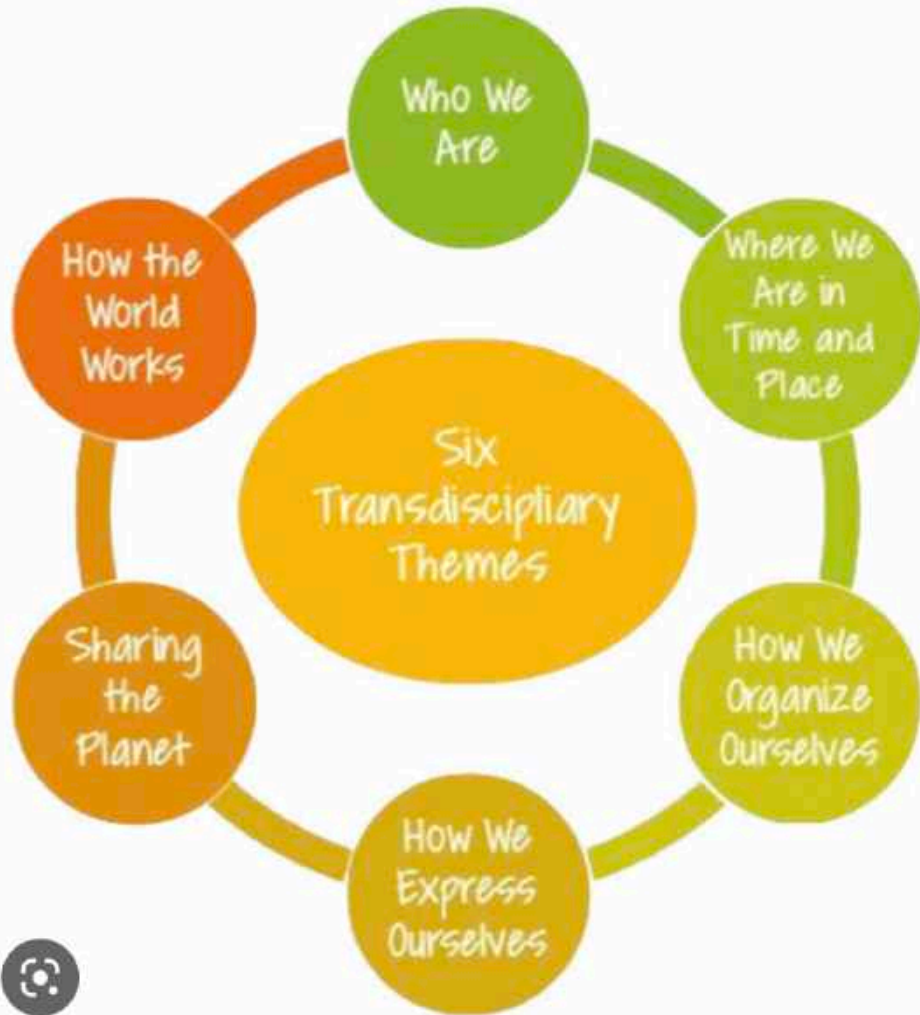 Who We
Are
Where We
Are in
Time and
Place
How We
Organize
Ourselves
How We
Express
Ourselves
Sharing
the
Planet
How the
World
Works
Six
Transdiscipliary
Themes